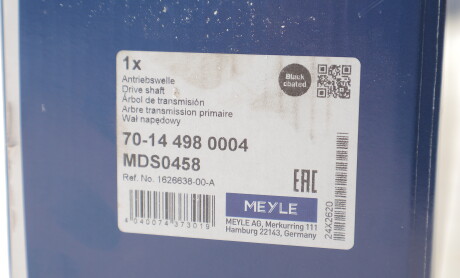 1x
Antriebswelle
Drive shaft
Árbol de transmisión
Arbre transmission primaire
Wał napędowy
Black
coated
70-14 498 0004
MDS0458
Ref. No. 1626638-00-A
EAC
MEYLE
4040074373019
MEYLE AG, Merkurring 111
Hamburg 22143, Germany
24X2620